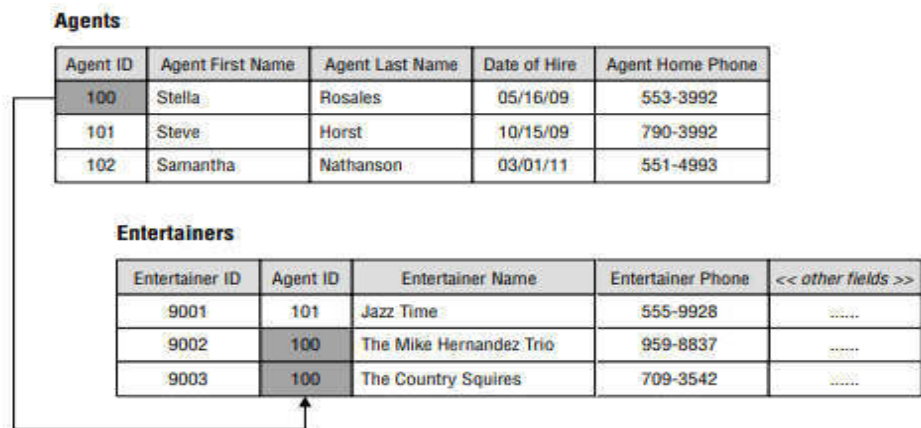 Agents
Agent ID Agent First Name Agent Last Name Date of Hire Agent Home Phone
100 Stella Rosales 05/16/09 553-3992
101 Steve Horst 10/15/09 790-3992
102 Samantha Nathanson 03/01/11 551-4993
Entertainers
Entertainer ID Agent ID Entertainer Name Entertainer Phone << other fields >>
9001 101 Jazz Time 555-9928 ......
9002 100 The Mike Hernandez Trio 959-8837 ......
9003 100 The Country Squires 709-3542 ......